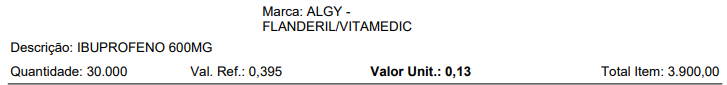 Marca: ALGY -
FLANDERIL/VITAMEDIC
Descrição: IBUPROFENO 600MG
Quantidade: 30.000 Val. Ref.: 0,395 Valor Unit.: 0,13 Total Item: 3.900,00